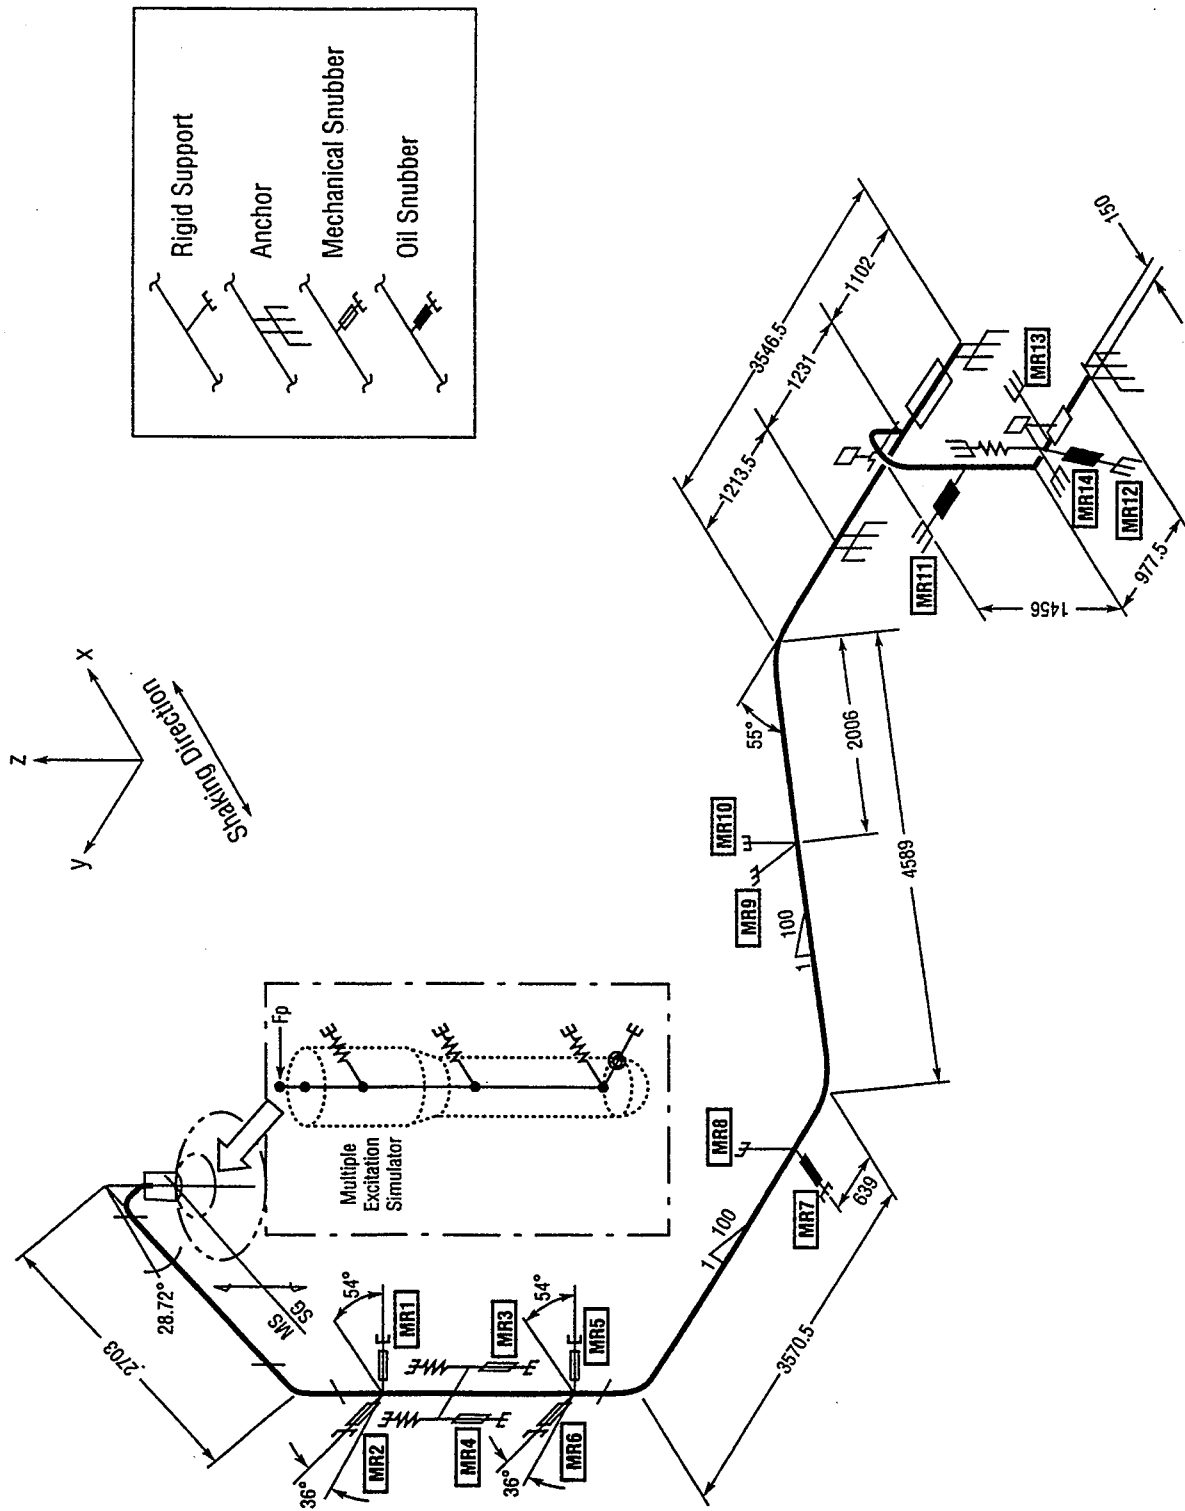 Rigid Support
Anchor
Mechanical Snubber
Oil Snubber
z
x
y
Shaking Direction
Fp
Multiple
Excitation
Simulator
2703
28.72°
MS
SG
54°
MR1
MR2
36°
MR3
MR4
54°
MR5
MR6
36°
3570.5
1
100
MR7
MR8
639
4589
1
100
MR9
MR10
2006
55°
3546.5
1213.5
1231
1102
MR11
MR12
MR13
MR14
1456
977.5
150